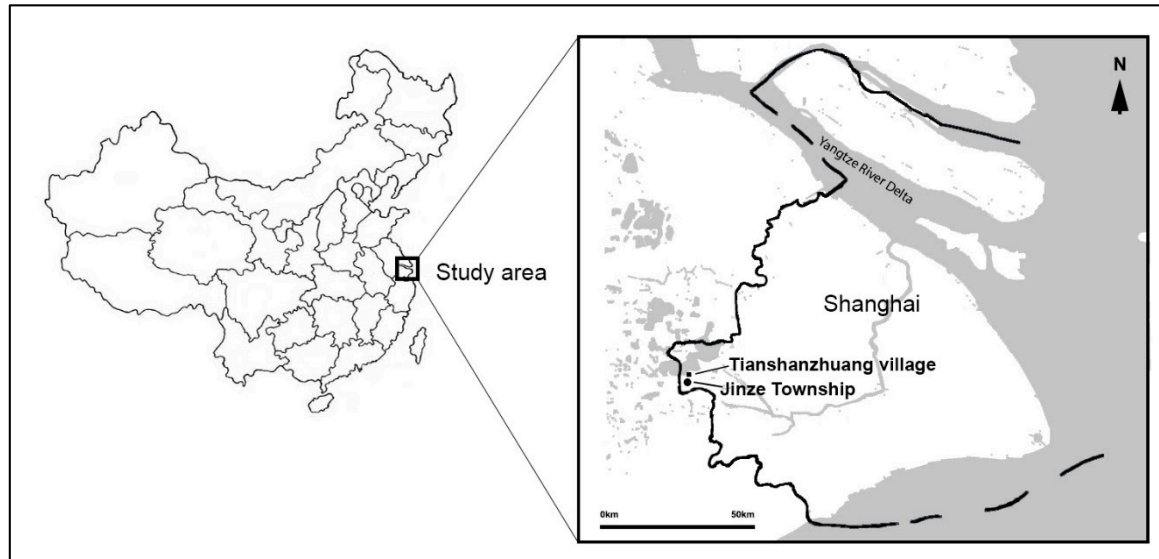 Study area
N
Yangtze River Delta
Shanghai
Tianshanzhuang village
Jinze Township
0km 50km